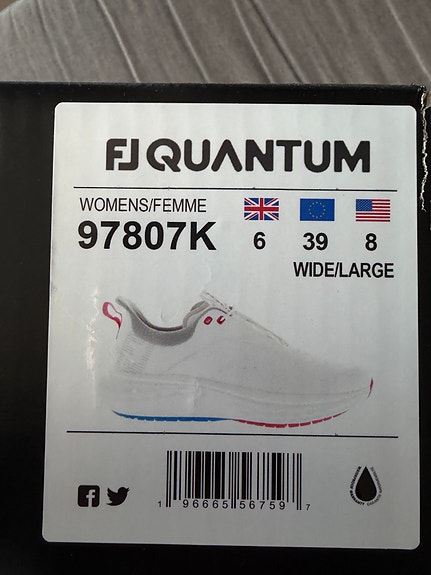 FJ QUANTUM
WOMENS/FEMME
97807K 6 39 8
WIDE/LARGE
1 96665 56759 7